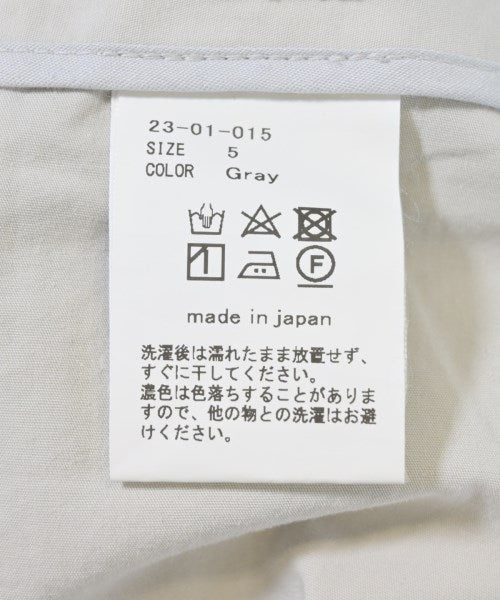 23-01-015
SIZE 5
COLOR Gray
F
made in japan
洗濯後は濡れたまま放置せず、
すぐに干してください。
濃色は色落ちすることがありま
すので、他の物との洗濯はお避
けください。